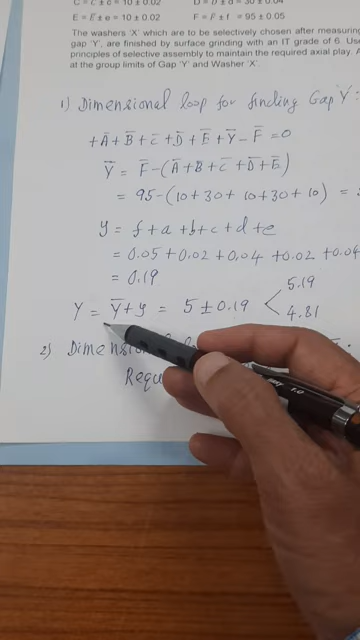 C = C̅ ± c = 10 ± 0.02 D = D̅ ± d = 30 ± 0.04
E = E̅ ± e = 10 ± 0.02 F = F̅ ± f = 95 ± 0.05
The washers 'X' which are to be selectively chosen after measuring
gap 'Y', are finished by surface grinding with an IT grade of 6. Use
principles of selective assembly to maintain the required axial play. A
at the group limits of Gap 'Y' and Washer 'X'.
1) Dimensional loop for finding Gap Y:
+A̅+B̅+C̅+D̅+E̅+Y̅-F̅=0
Y̅ = F̅-(A̅+B̅+C̅+D̅+E̅)
= 95-(10+30+10+30+10) =
y = f+a+b+c+d+e
= 0.05+0.02+0.04+0.02+0.04
= 0.19
Y = Y̅+y = 5±0.19 < 5.19
4.81
2) Dimensional
Requ